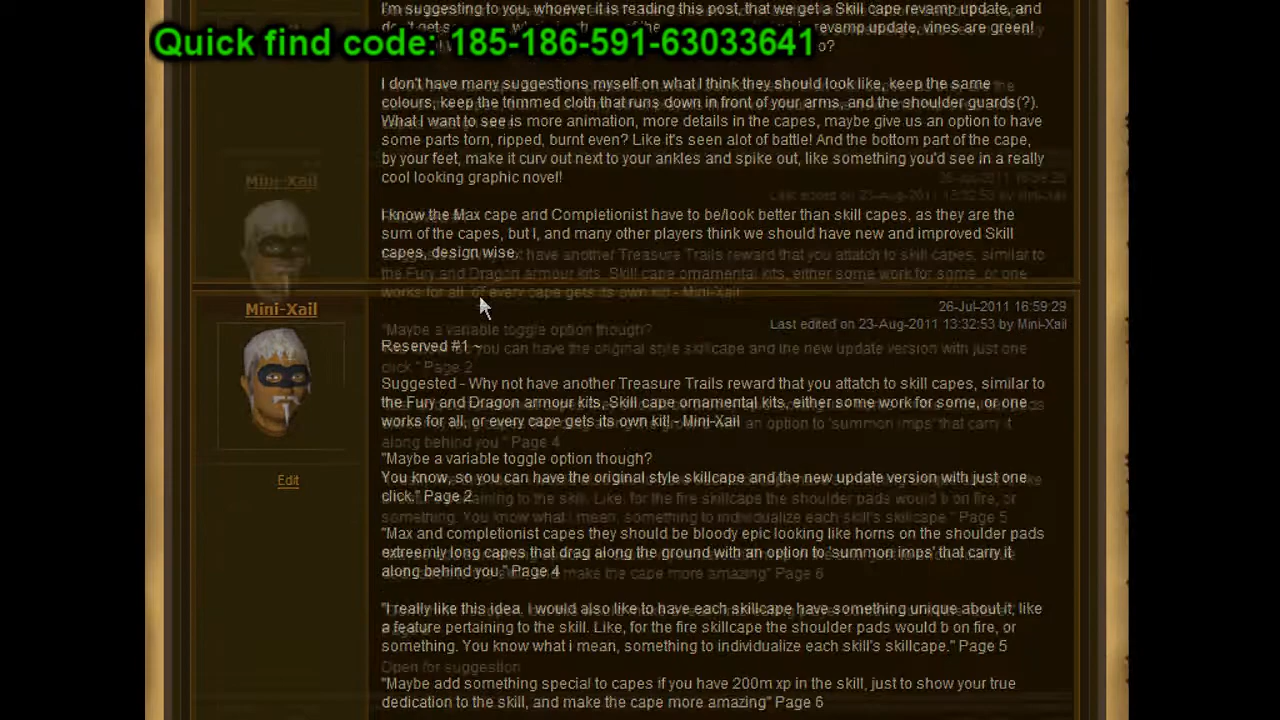 I'm suggesting to you, whoever it is reading this post, that we get a Skill cape revamp update, and
revamp update, vines are green!
Quick find code: 185-186-591-63033641
I don't have many suggestions myself on what I think they should look like, keep the same
colours, keep the trimmed cloth that runs down in front of your arms, and the shoulder guards(?).
What I want to see is more animation, more details in the capes, maybe give us an option to have
some parts torn, ripped, burnt even? Like it's seen alot of battle! And the bottom part of the cape,
by your feet, make it curv out next to your ankles and spike out, like something you'd see in a really
cool looking graphic novel!
I know the Max cape and Completionist have to be/look better than skill capes, as they are the
sum of the capes, but I, and many other players think we should have new and improved Skill
capes, design wise.
Mini-Xail
26-Jul-2011 16:59:29
Last edited on 23-Aug-2011 13:32:53 by Mini-Xail
Reserved #1 ~
Suggested - Why not have another Treasure Trails reward that you attatch to skill capes, similar to
the Fury and Dragon armour kits, Skill cape ornamental kits, either some work for some, or one
works for all, or every cape gets its own kit! - Mini-Xail
"Maybe a variable toggle option though?
You know, so you can have the original style skillcape and the new update version with just one
click." Page 2
Edit
"Max and completionist capes they should be bloody epic looking like horns on the shoulder pads
extreemly long capes that drag along the ground with an option to 'summon imps' that carry it
along behind you." Page 4
"I really like this idea. I would also like to have each skillcape have something unique about it, like
a feature pertaining to the skill. Like, for the fire skillcape the shoulder pads would b on fire, or
something. You know what i mean, something to individualize each skill's skillcape." Page 5
Open for suggestion
"Maybe add something special to capes if you have 200m xp in the skill, just to show your true
dedication to the skill, and make the cape more amazing" Page 6